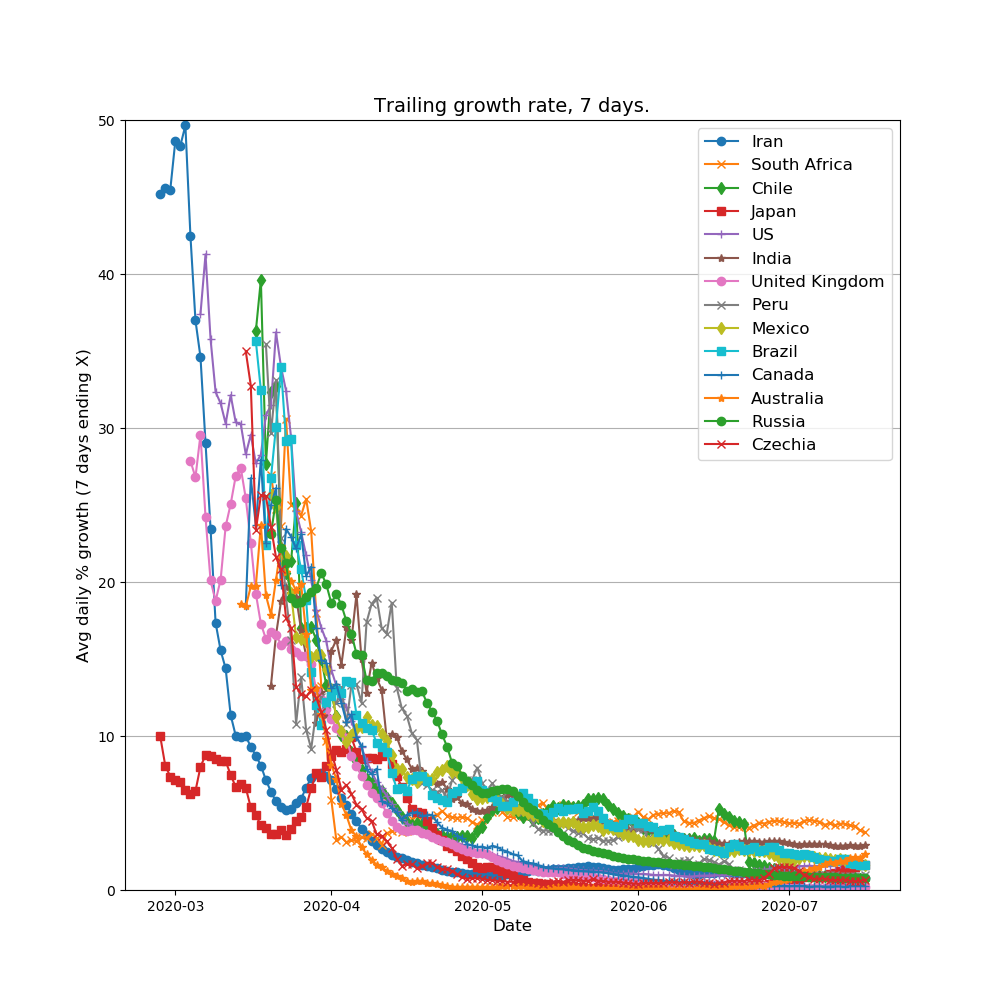 Trailing growth rate, 7 days.
Avg daily % growth (7 days ending X)
50
40
30
20
10
0
Iran
South Africa
Chile
Japan
US
India
United Kingdom
Peru
Mexico
Brazil
Canada
Australia
Russia
Czechia
2020-03
2020-04
2020-05
2020-06
2020-07
Date